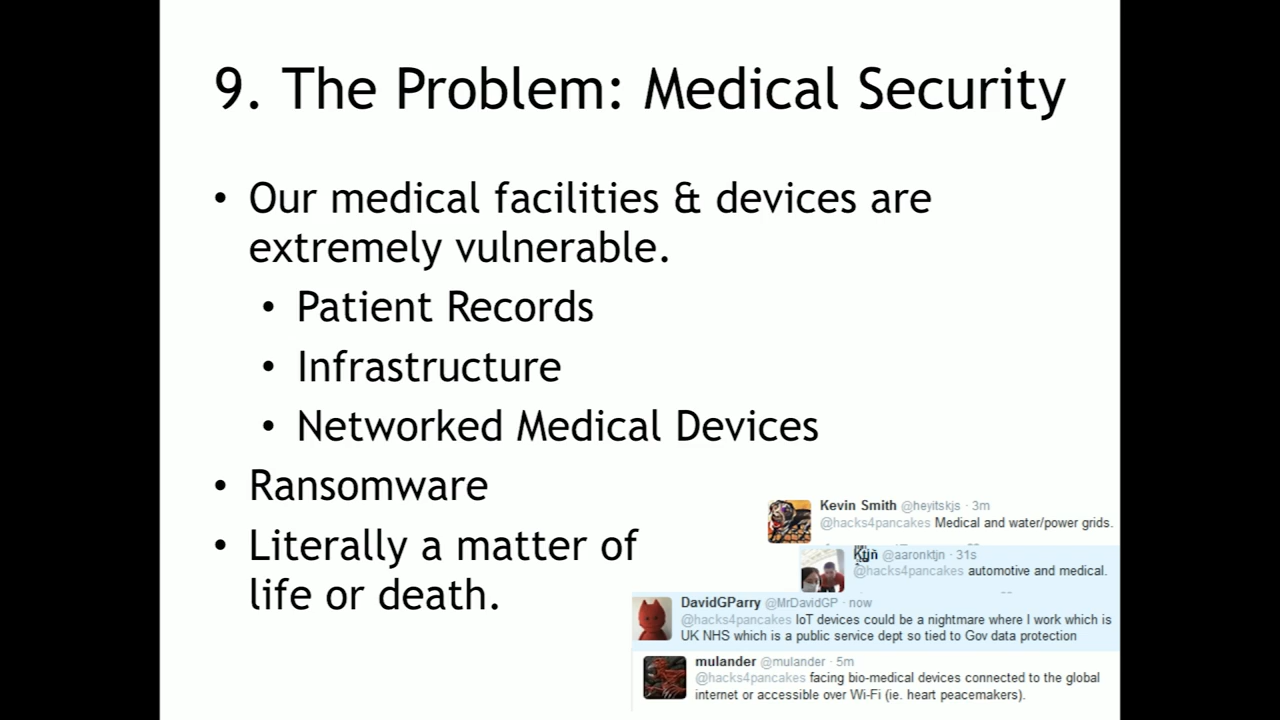 9. The Problem: Medical Security
• Our medical facilities & devices are
extremely vulnerable.
• Patient Records
• Infrastructure
• Networked Medical Devices
• Ransomware
• Literally a matter of
life or death.
Kevin Smith @heyitskjs · 3m
@hacks4pancakes Medical and water/power grids.
@aaronktjn · 31s
@hacks4pancakes automotive and medical.
DavidGParry @MrDavidGP · now
@hacks4pancakes IoT devices could be a nightmare where I work which is
UK NHS which is a public service dept so tied to Gov data protection
mulander @mulander · 5m
@hacks4pancakes facing bio-medical devices connected to the global
internet or accessible over Wi-Fi (ie. heart peacemakers).